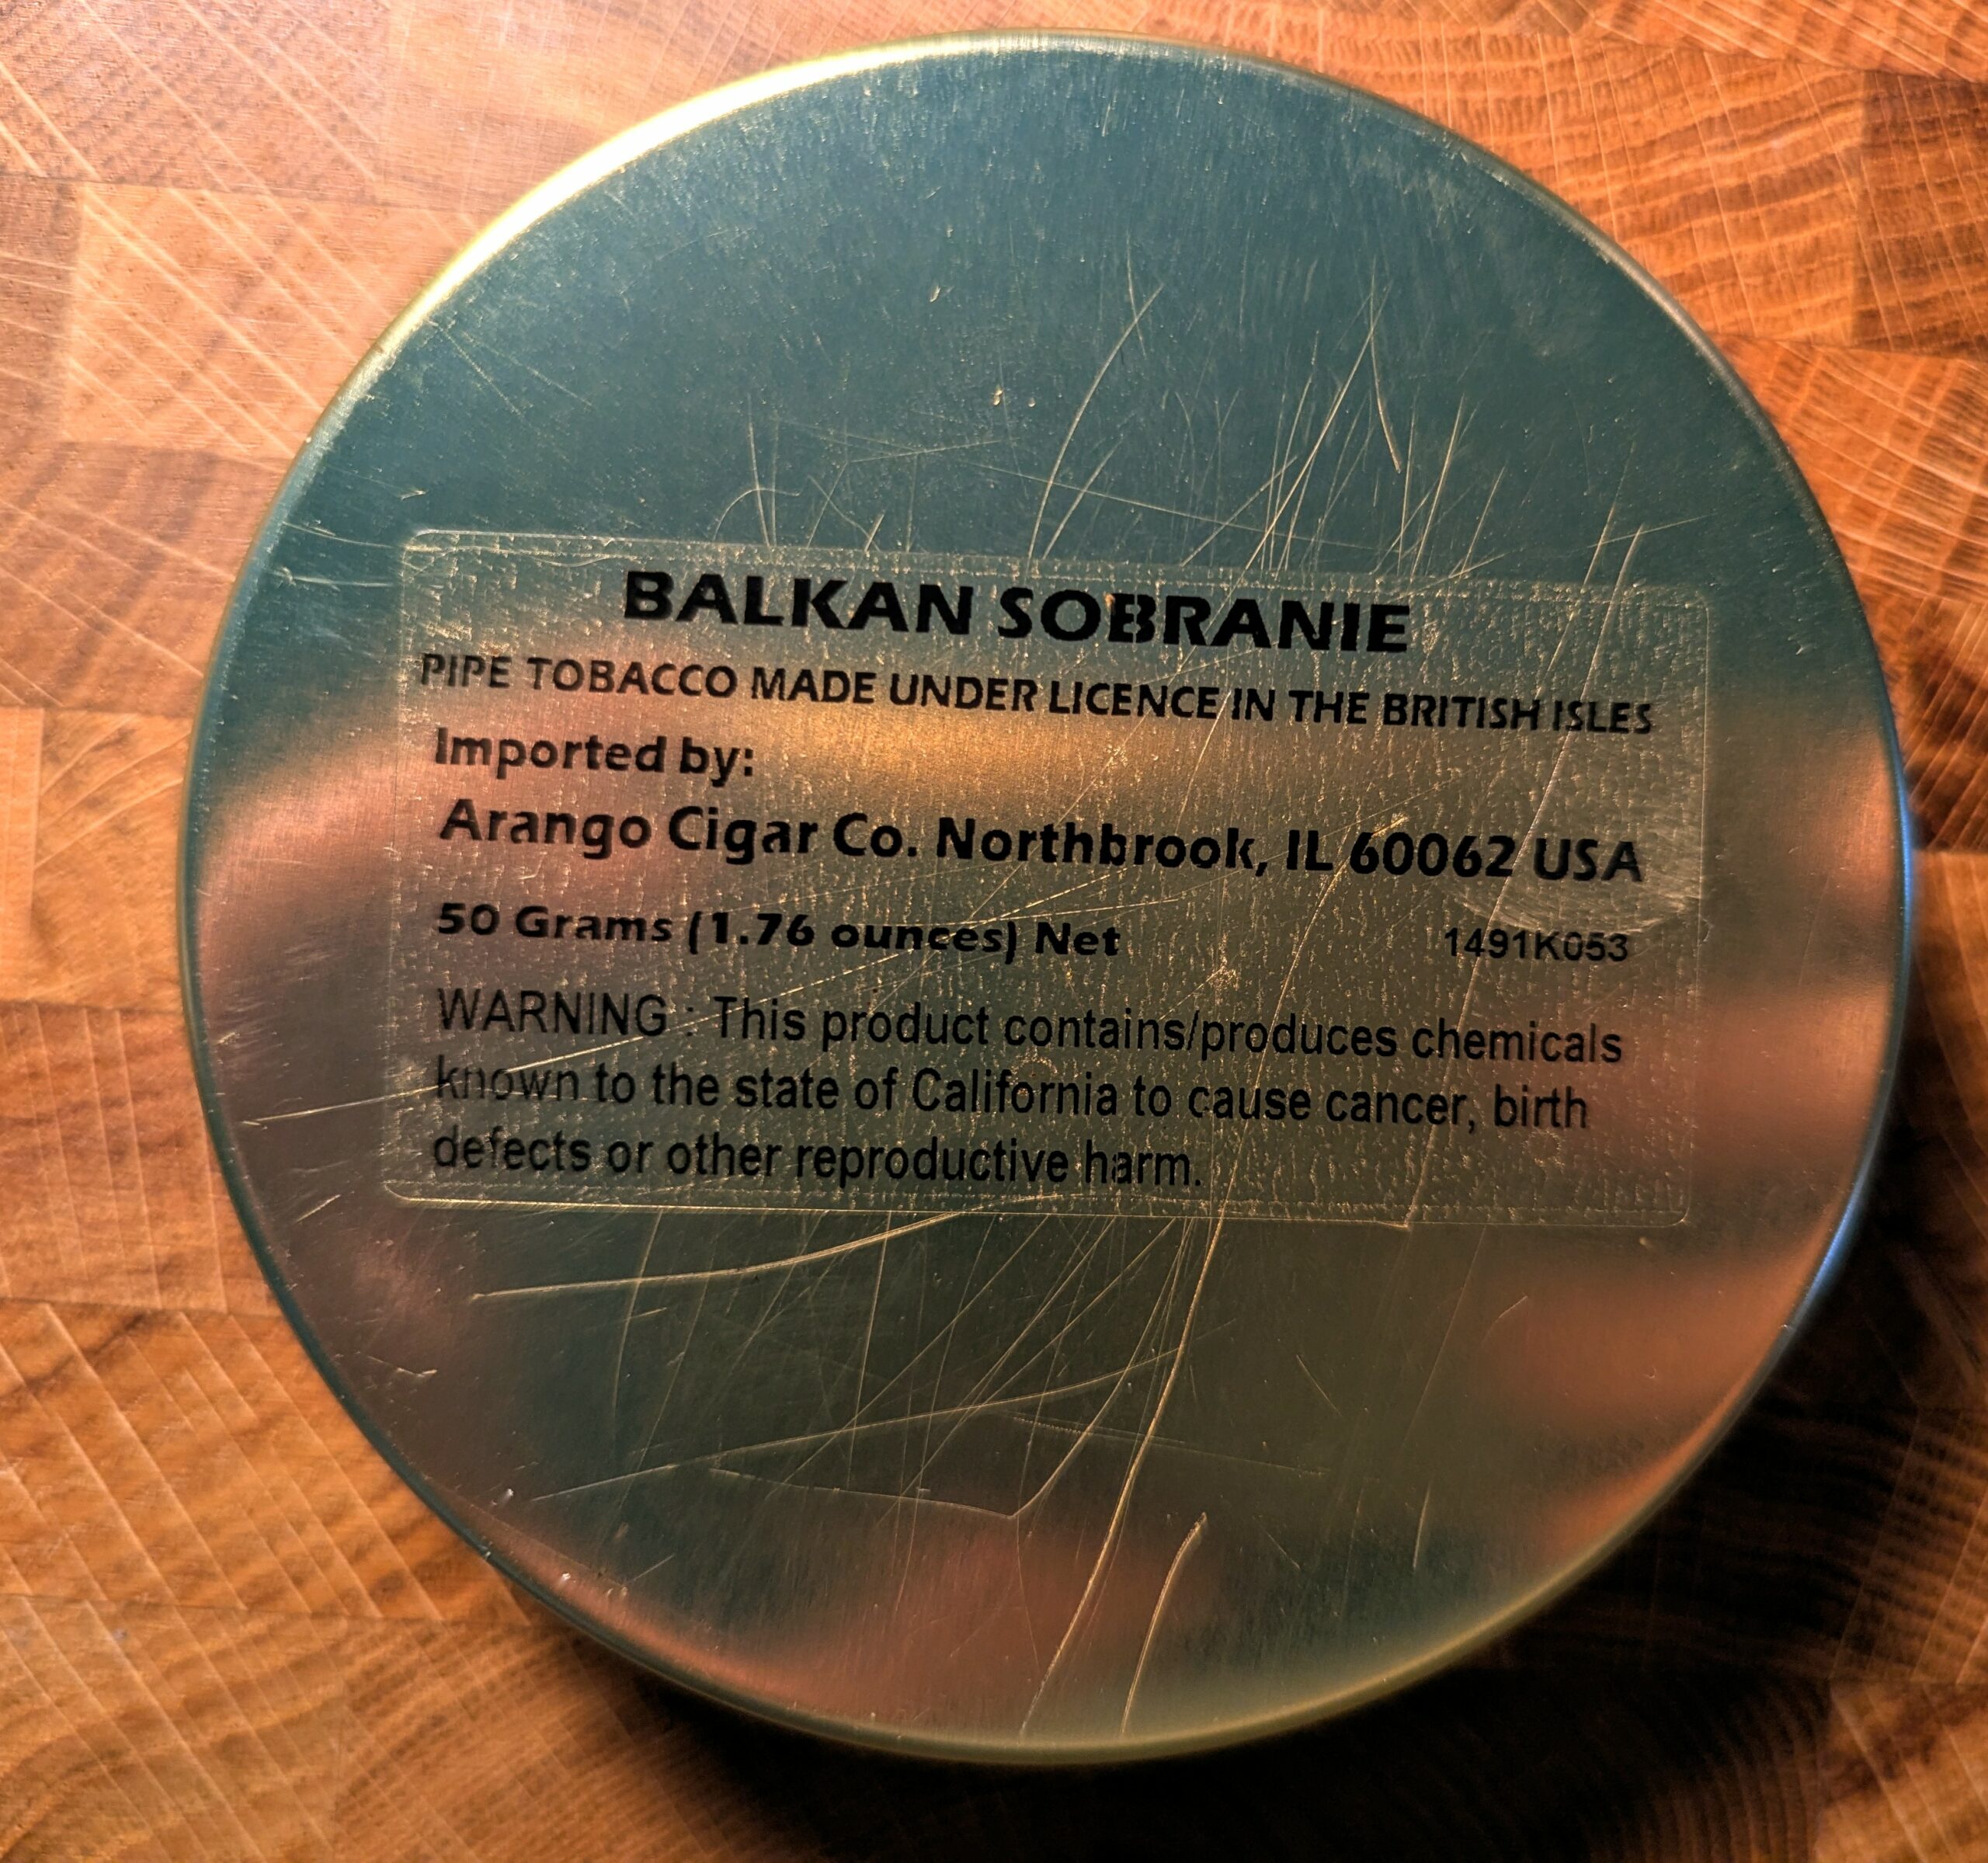 BALKAN SOBRANIE
PIPE TOBACCO MADE UNDER LICENCE IN THE BRITISH ISLES
Imported by:
Arango Cigar Co. Northbrook, IL 60062 USA
50 Grams (1.76 ounces) Net 1491K053
WARNING : This product contains/produces chemicals
known to the state of California to cause cancer, birth
defects or other reproductive harm.